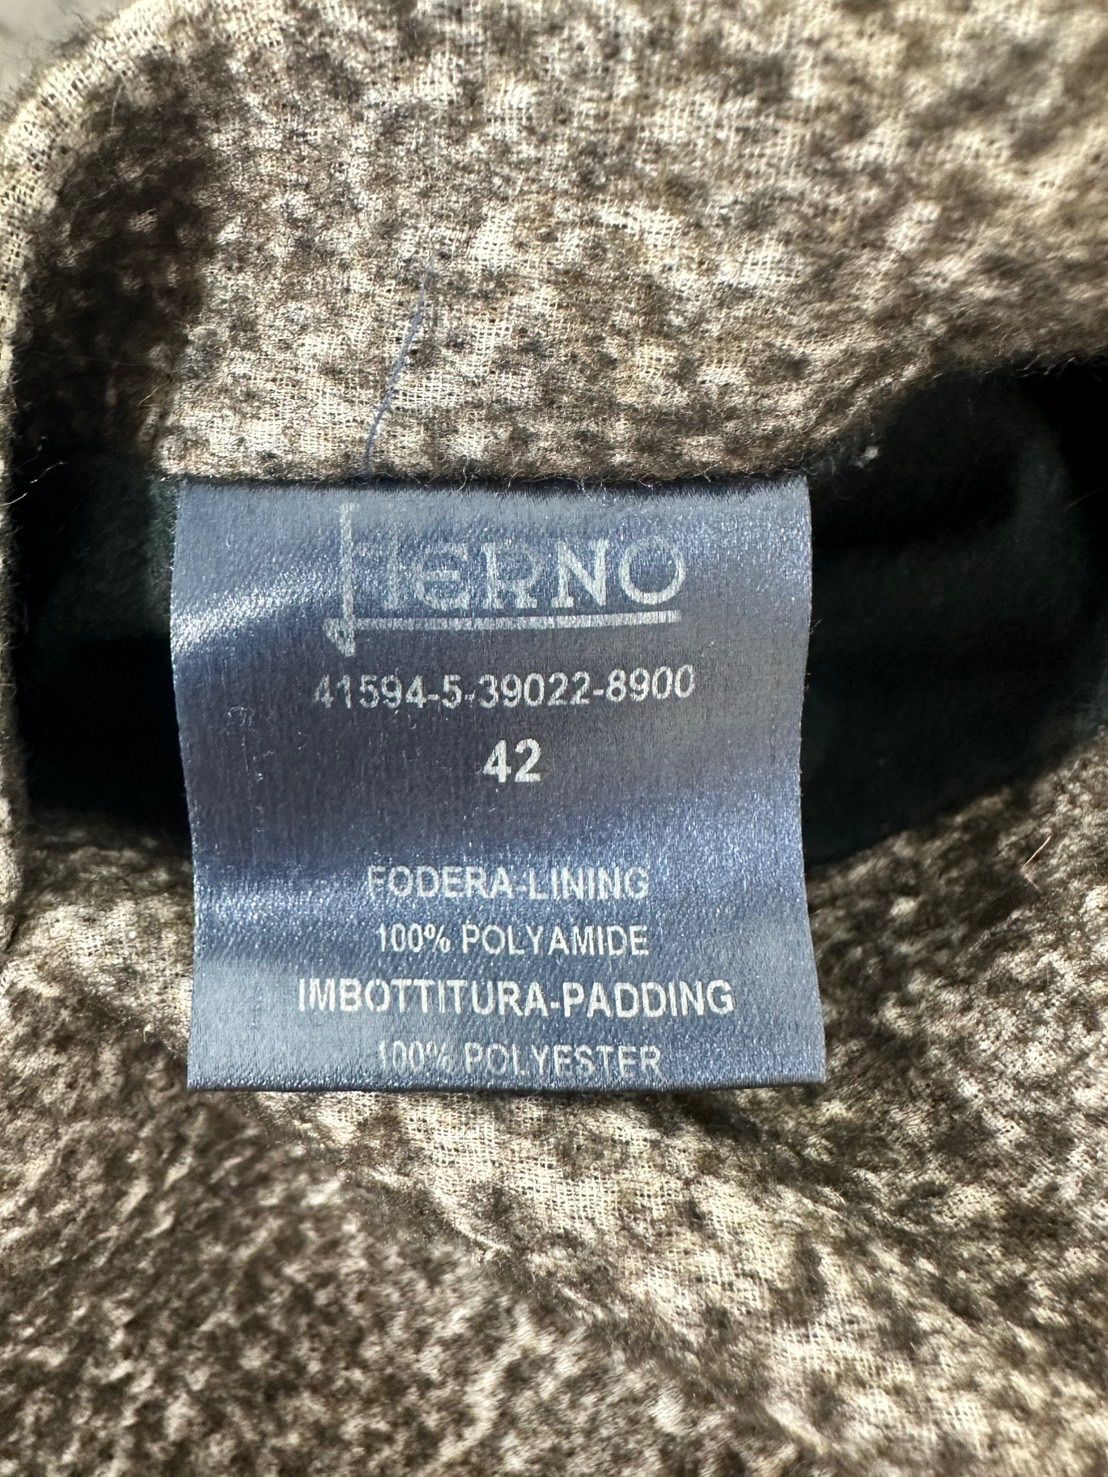 HERNO
41594-5-39022-8900
42
FODERA-LINING
100% POLYAMIDE
IMBOTTITURA-PADDING
100% POLYESTER